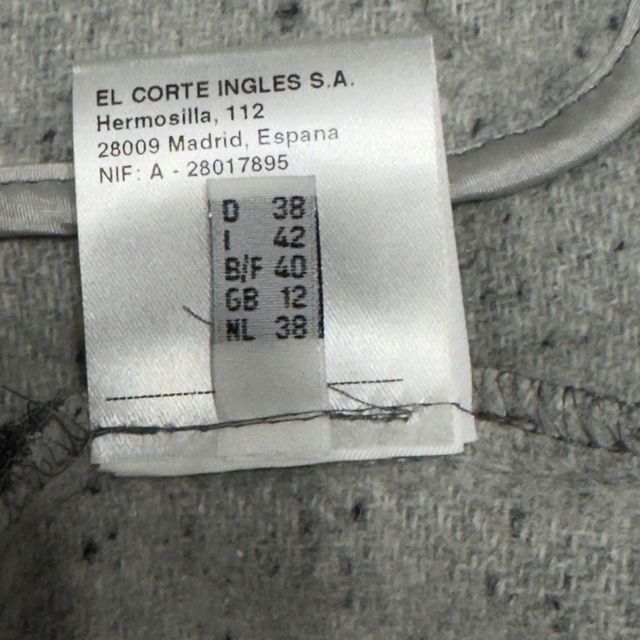 EL CORTE INGLES S.A.
Hermosilla, 112
28009 Madrid, Espana
NIF: A - 28017895
D 38
I 42
B/F 40
GB 12
NL 38